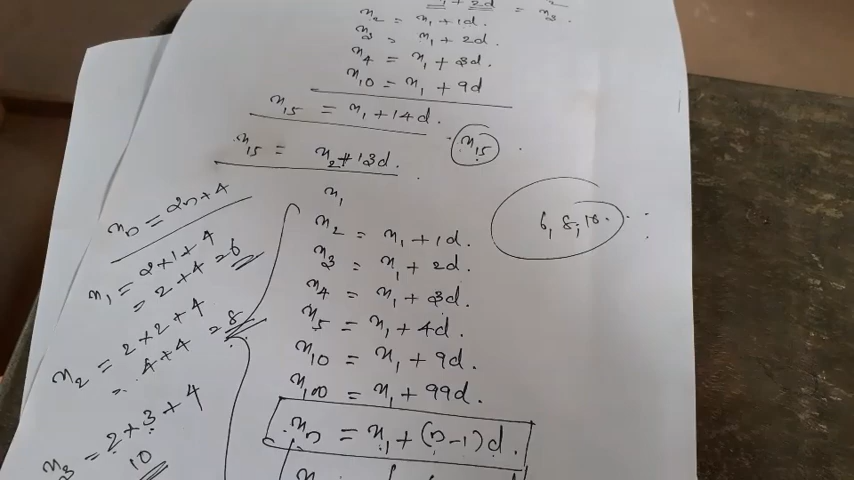 x₂ = x₁ + 1d.
x₃ = x₁ + 2d.
x₄ = x₁ + 3d.
x₁₀ = x₁ + 9d
x₁₅ = x₁ + 14d.
x₁₅ = x₂ + 13d.
x₁₅
x₁
x₂ = x₁ + 1d.
x₃ = x₁ + 2d.
x₄ = x₁ + 3d.
x₅ = x₁ + 4d.
x₁₀ = x₁ + 9d.
x₁₀₀ = x₁ + 99d.
xₙ = x₁ + (n-1)d.
6, 8, 10.
xₙ = 2n + 4
x₁ = 2×1+4
= 2+4 = 6
x₂ = 2×2+4
= 4+4 = 8
x₃ = 2×3+4
10